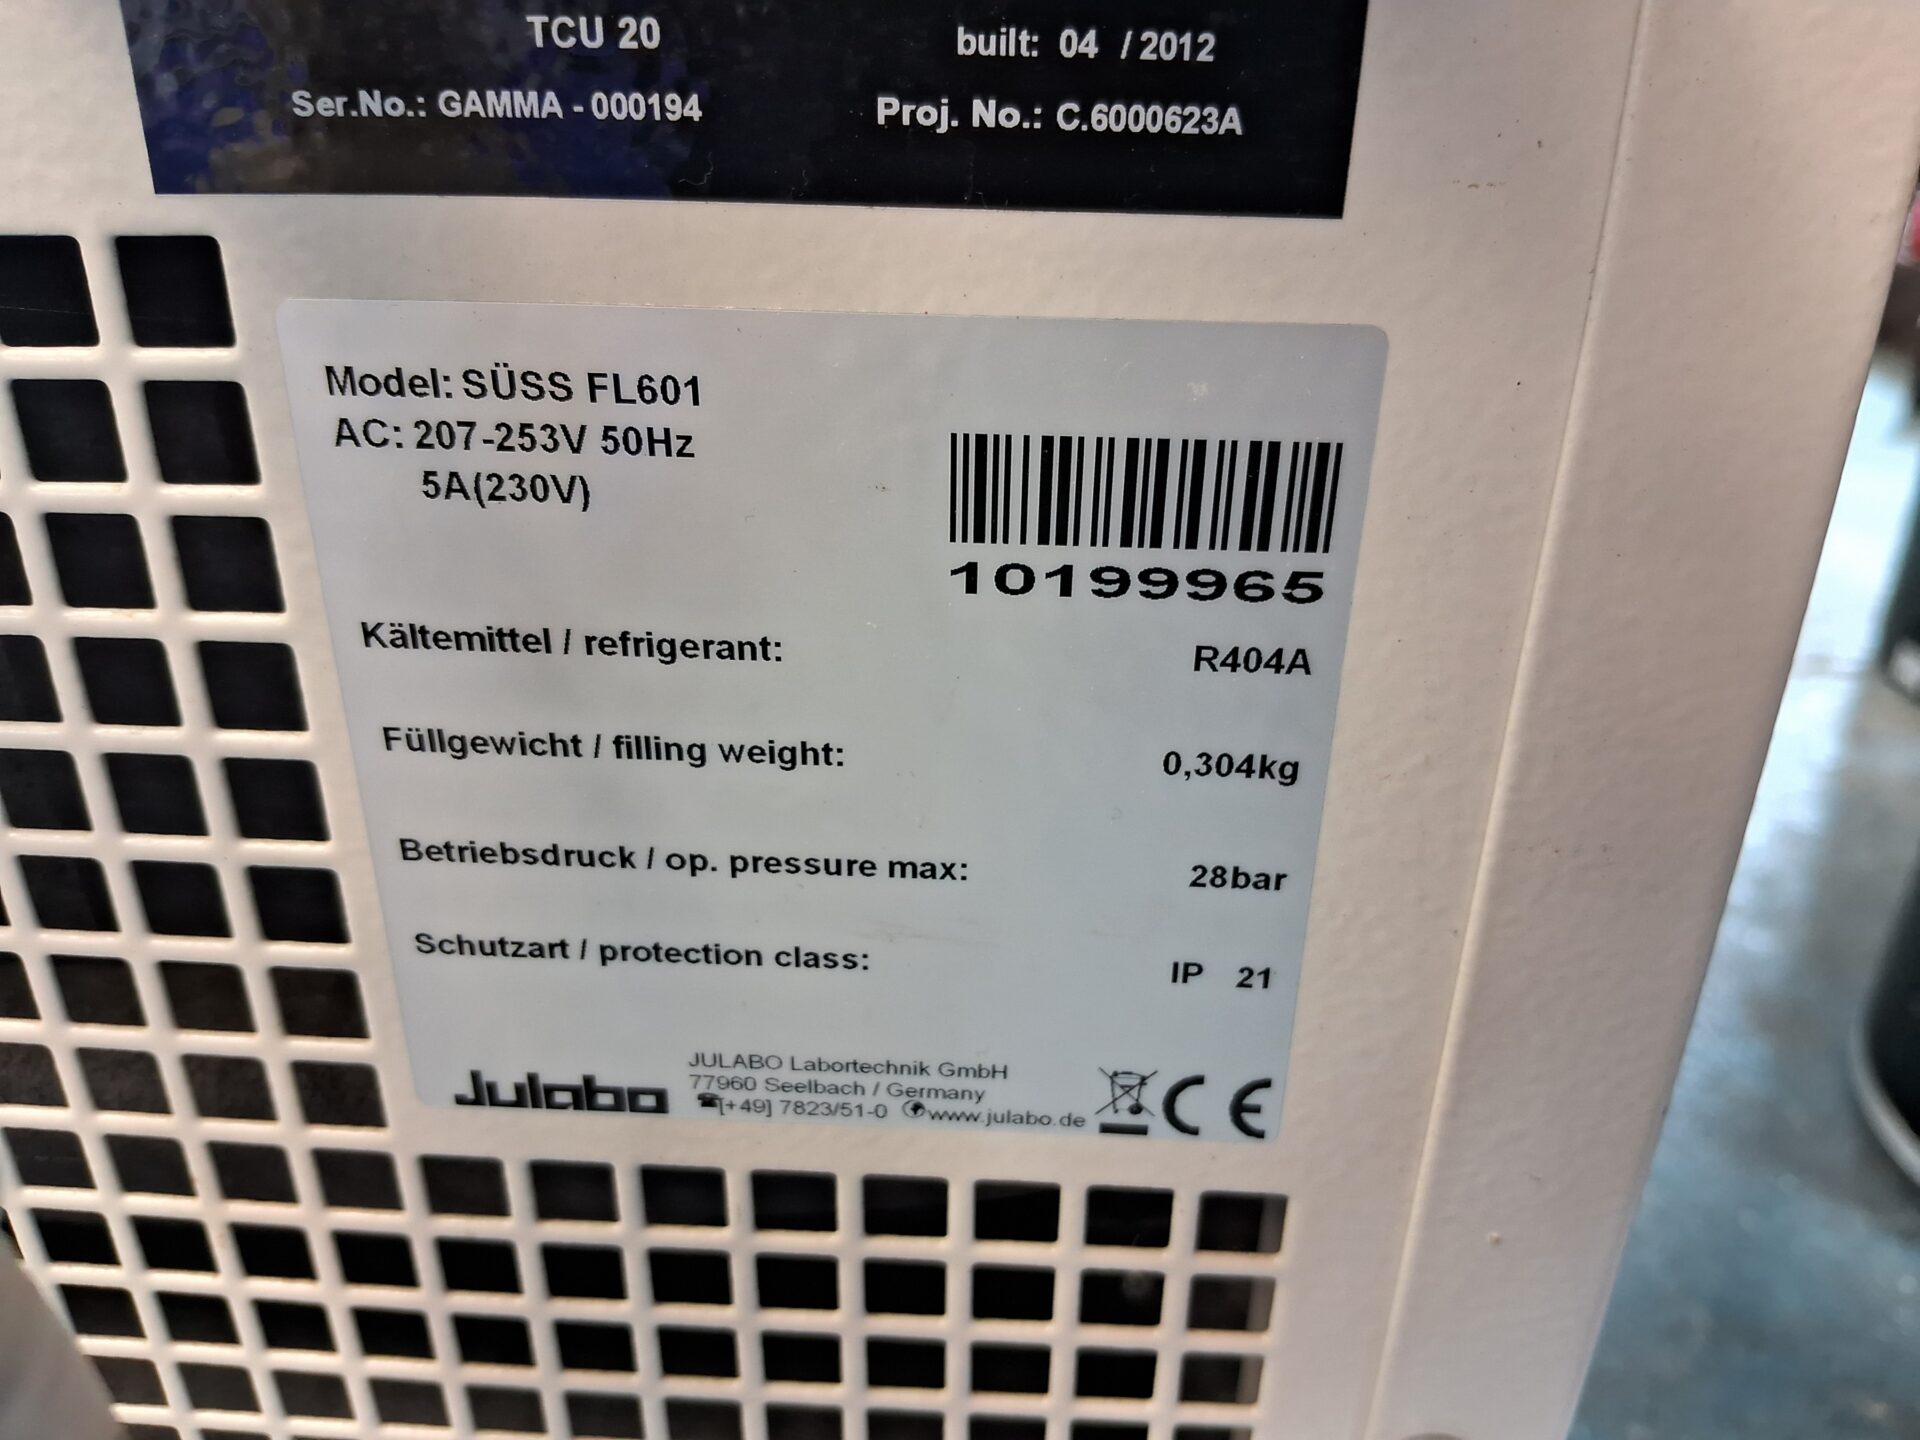 TCU 20
built: 04 / 2012
Ser.No.: GAMMA - 000194
Proj. No.: C.6000623A
Model: SÜSS FL601
AC: 207-253V 50Hz
5A(230V)
10199965
Kältemittel / refrigerant: R404A
Füllgewicht / filling weight: 0,304kg
Betriebsdruck / op. pressure max: 28bar
Schutzart / protection class: IP 21
Julabo
JULABO Labortechnik GmbH
77960 Seelbach / Germany
[+49] 7823/51-0 www.julabo.de
CE